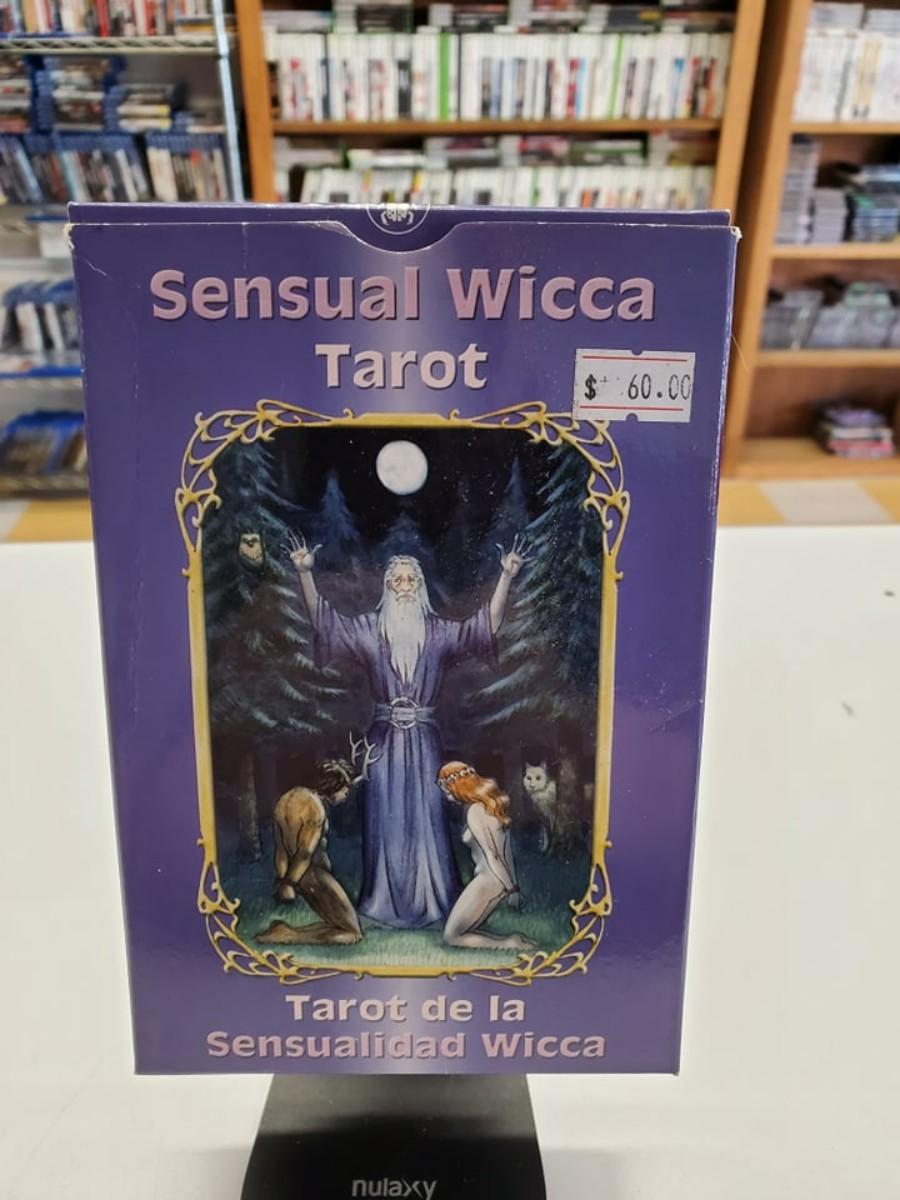 Sensual Wicca
Tarot
$ 60.00
Tarot de la
Sensualidad Wicca
nulaxy